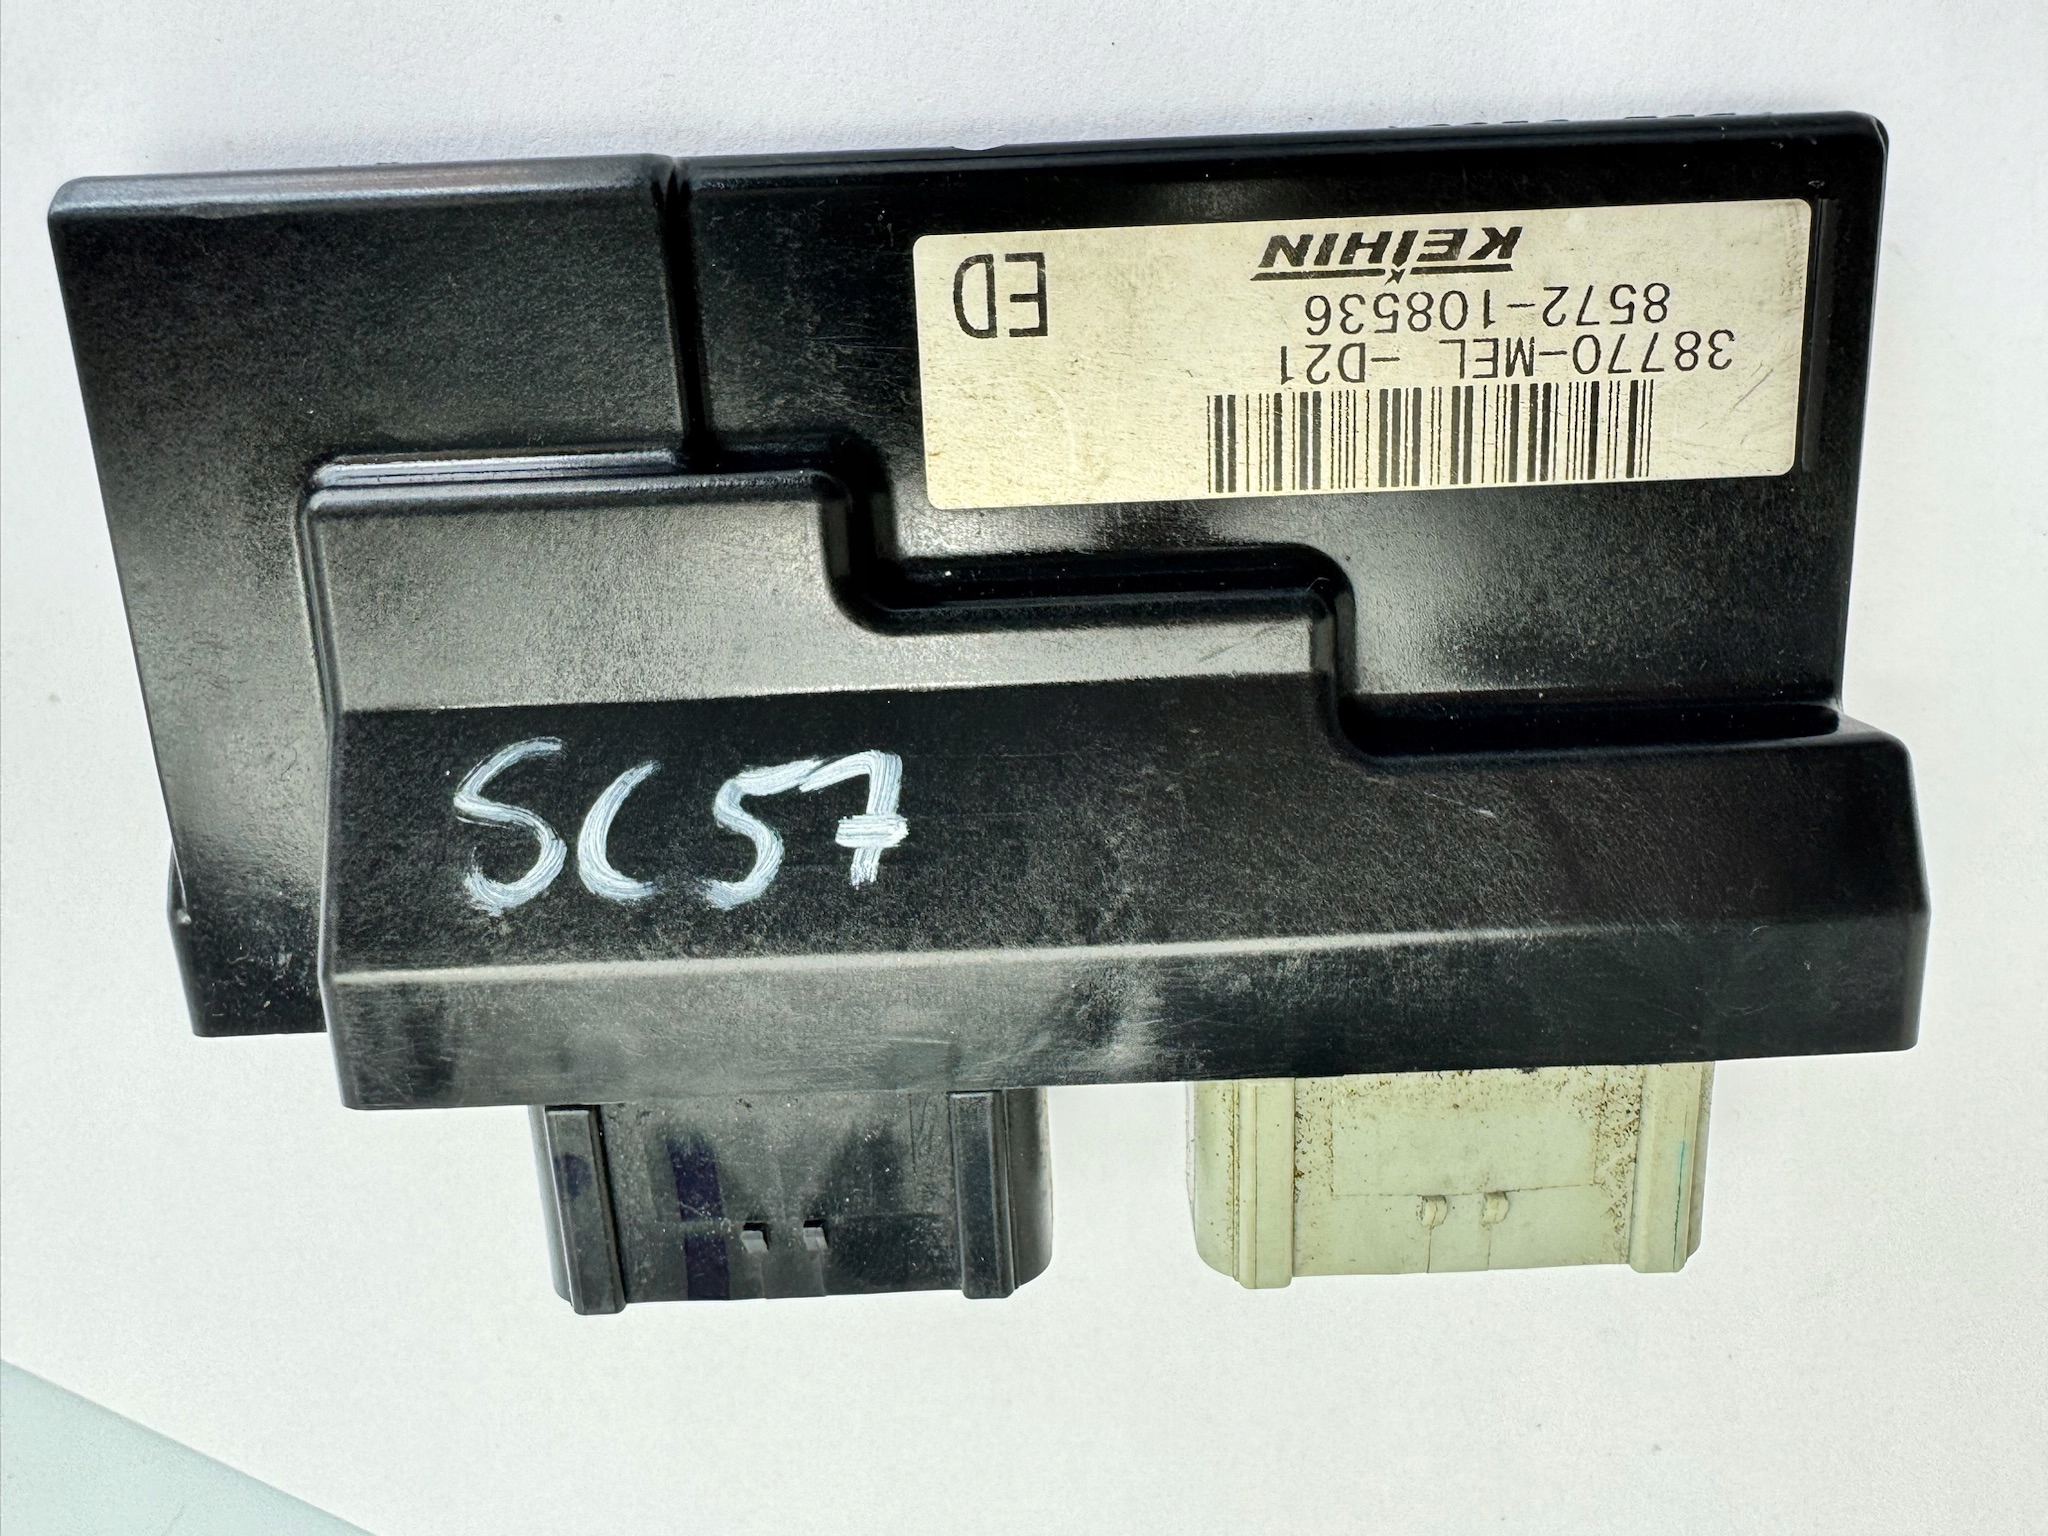 KEIHIN
ED
8572-108536
38770-MEL -D21
SC57